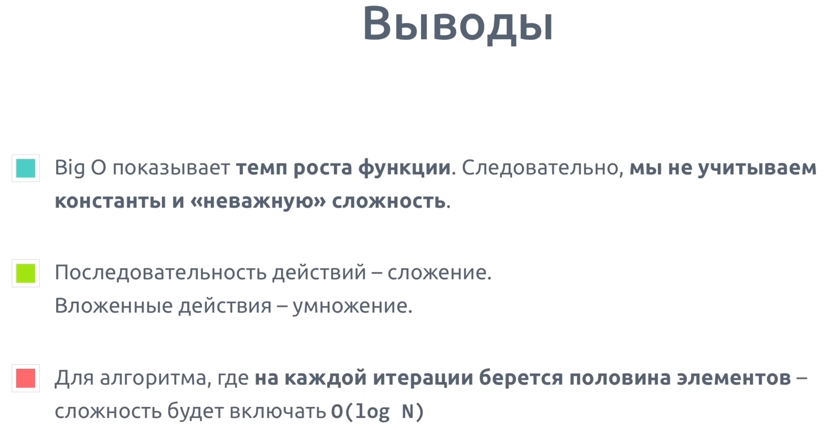 Выводы
Big O показывает темп роста функции. Следовательно, мы не учитываем
константы и «неважную» сложность.
Последовательность действий – сложение.
Вложенные действия – умножение.
Для алгоритма, где на каждой итерации берется половина элементов –
сложность будет включать O(log N)